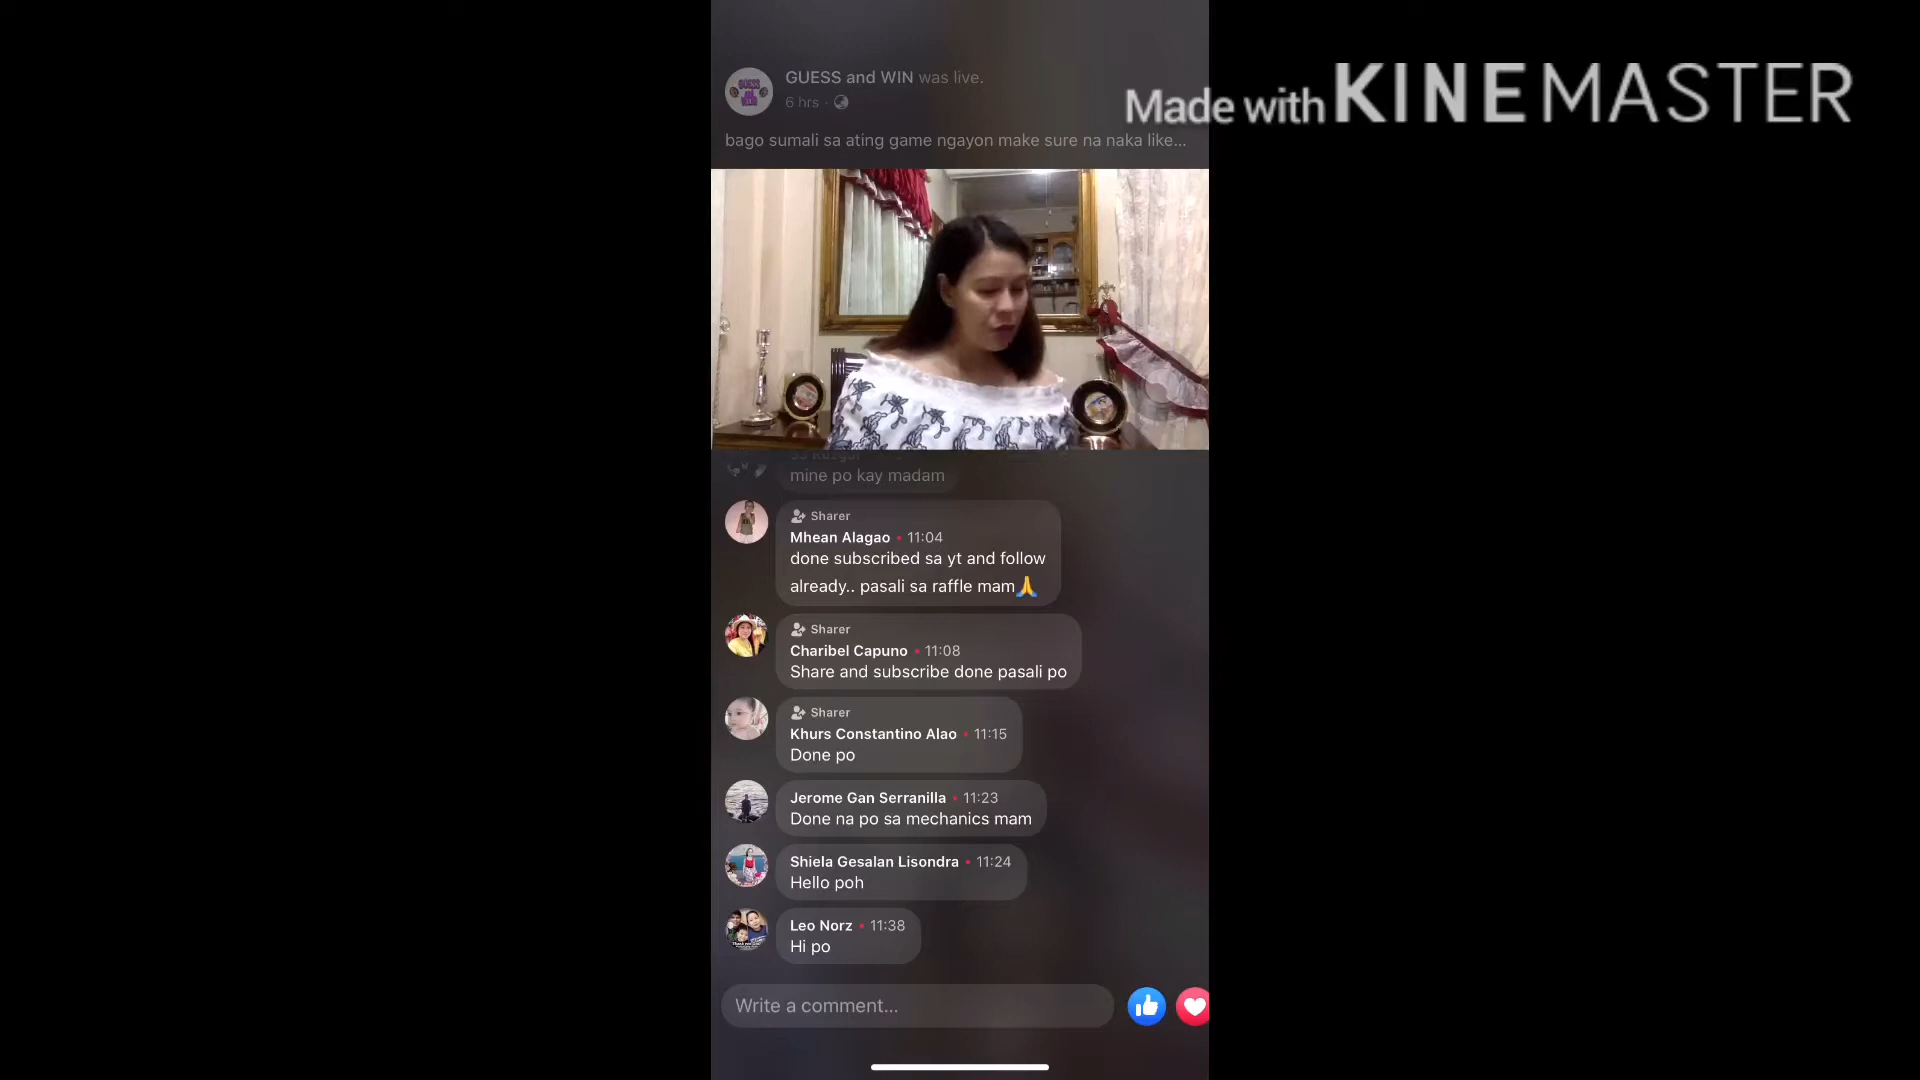 GUESS and WIN was live.
6 hrs ·
Made with KINEMASTER
bago sumali sa ating game ngayon make sure na naka like...
mine po kay madam
Sharer
Mhean Alagao • 11:04
done subscribed sa yt and follow
already.. pasali sa raffle mam🙏
Sharer
Charibel Capuno • 11:08
Share and subscribe done pasali po
Sharer
Khurs Constantino Alao • 11:15
Done po
Jerome Gan Serranilla • 11:23
Done na po sa mechanics mam
Shiela Gesalan Lisondra • 11:24
Hello poh
Leo Norz • 11:38
Hi po
Write a comment...